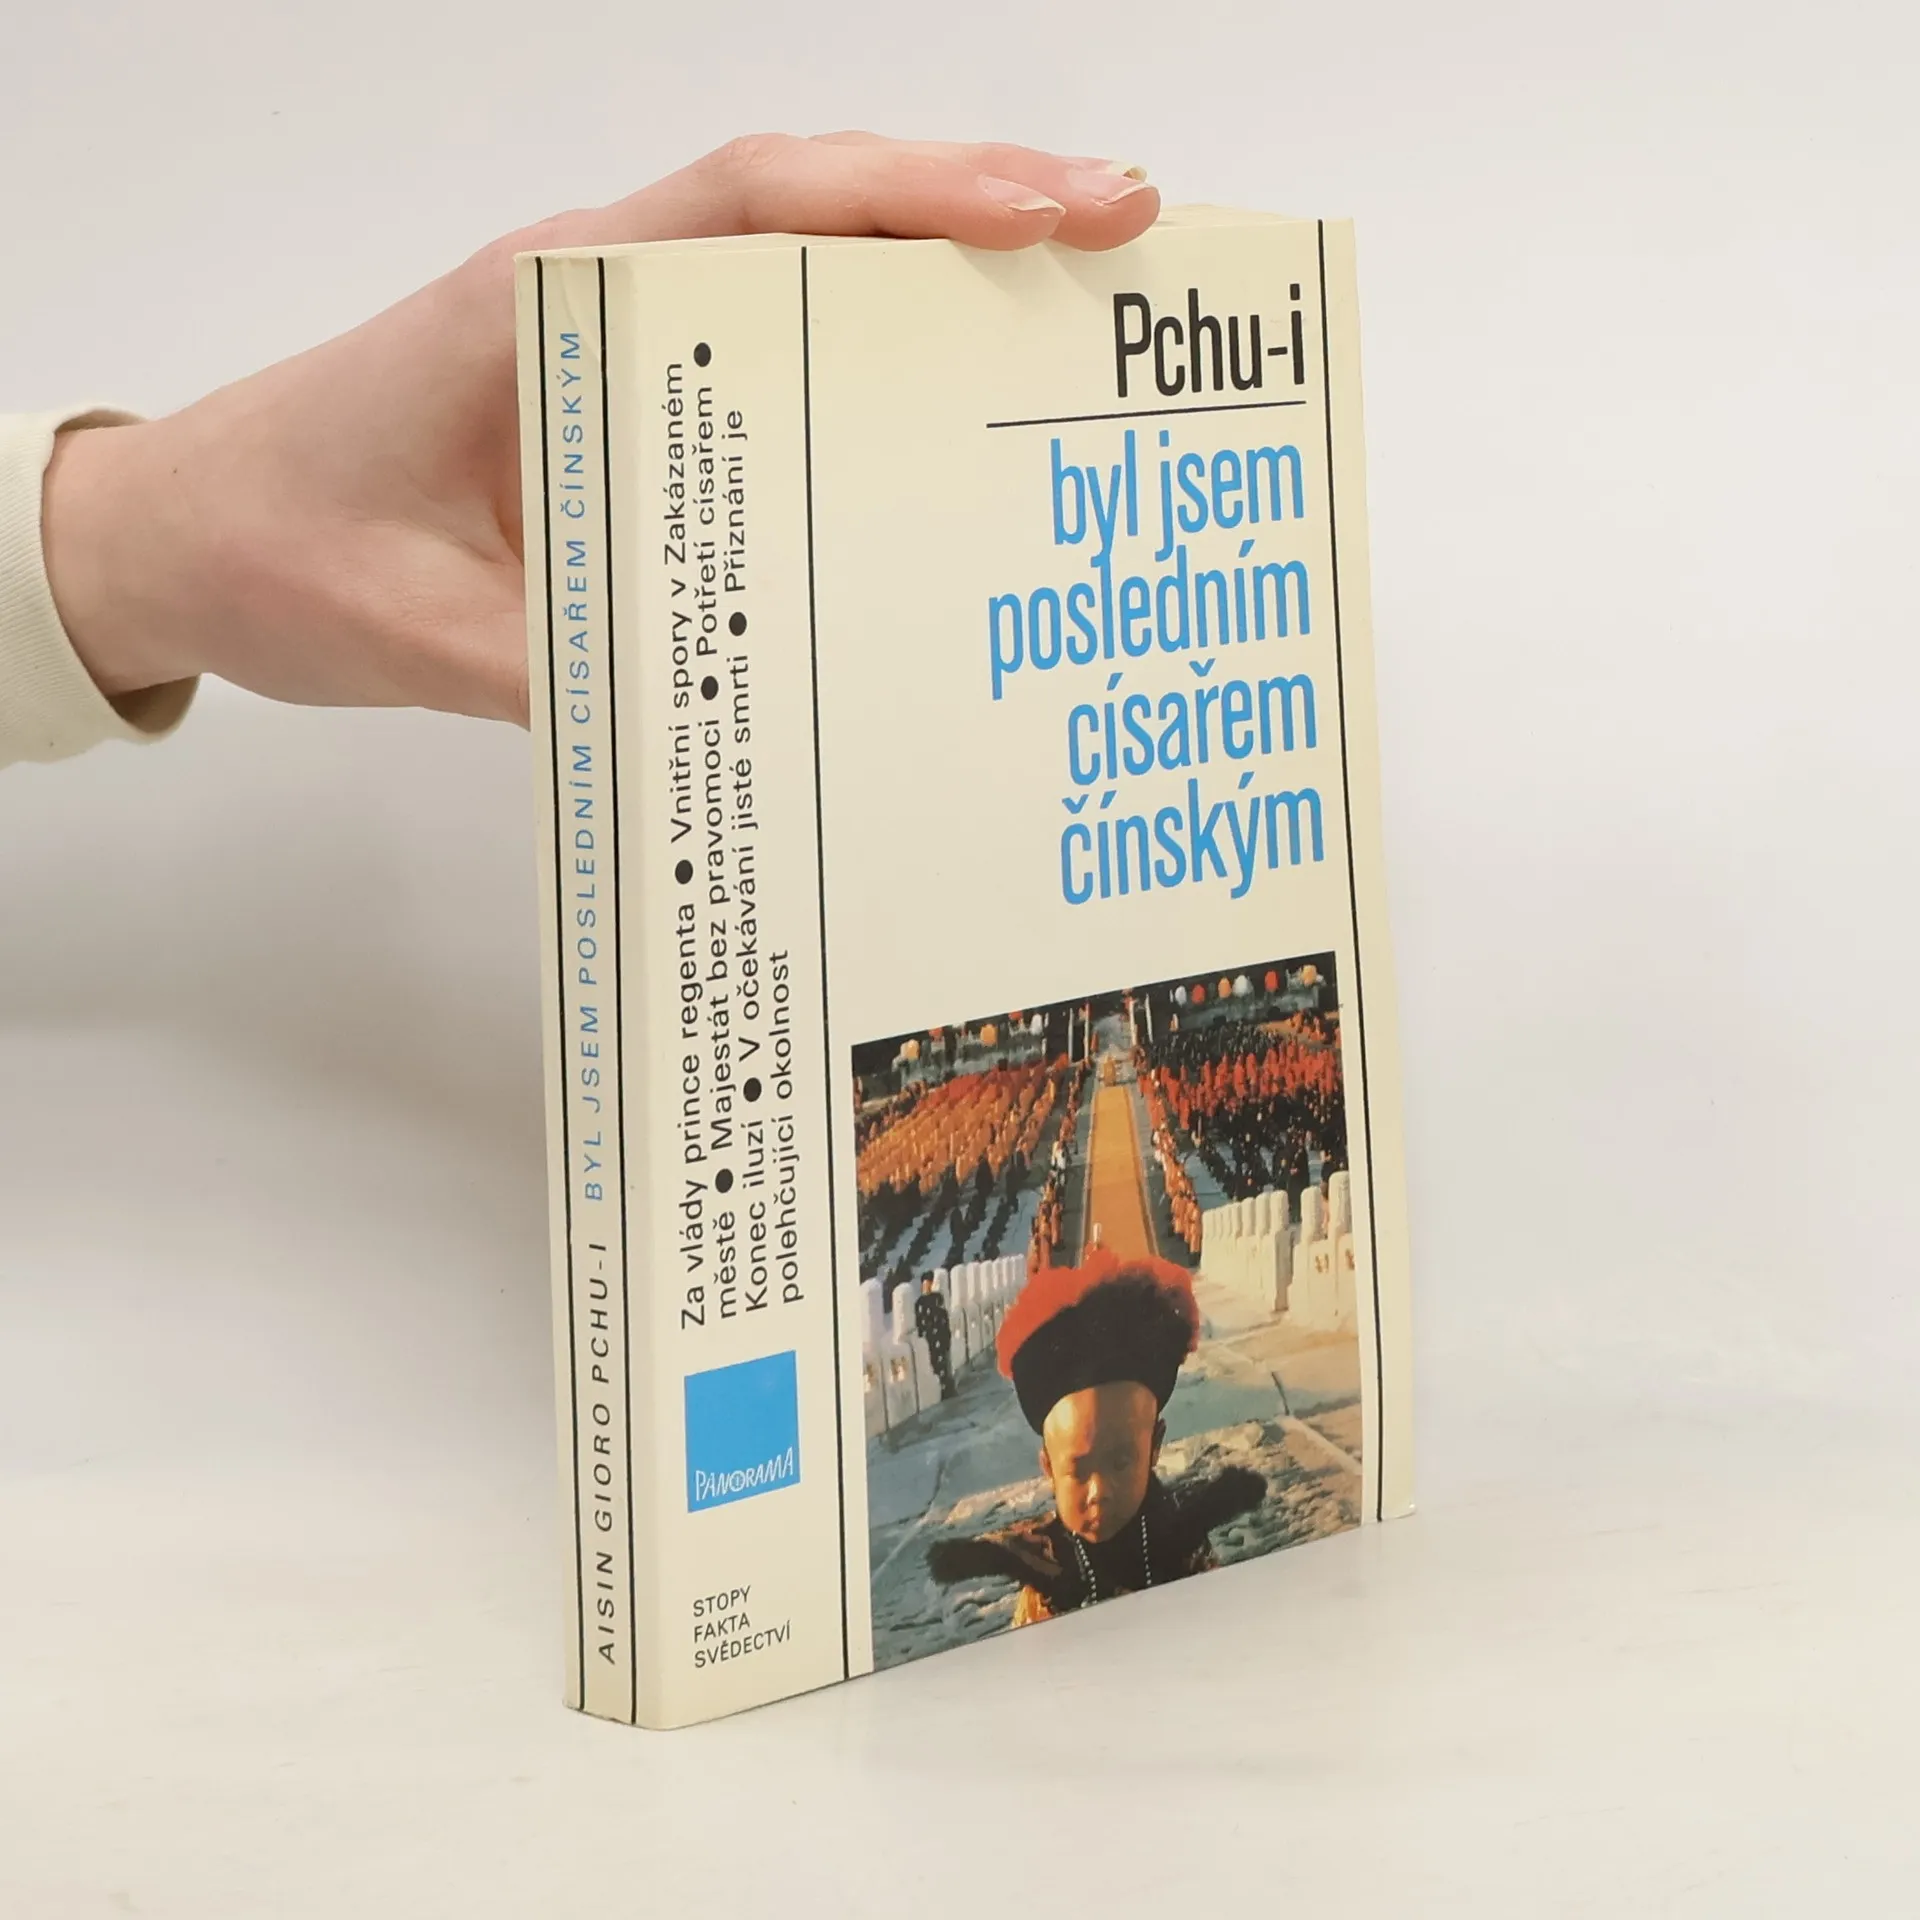 AISIN GIORO PCHU-I BYL JSEM POSLEDNÍM CÍSAŘEM ČÍNSKÝM
Za vlády prince regenta ● Vnitřní spory v Zakázaném
městě ● Majestát bez pravomoci ● Potřetí císařem ●
Konec iluzí ● V očekávání jisté smrti ● Přiznání je
polehčující okolnost
PANORAMA
STOPY
FAKTA
SVĚDECTVÍ
Pchu-i
byl jsem
posledním
císařem
čínským